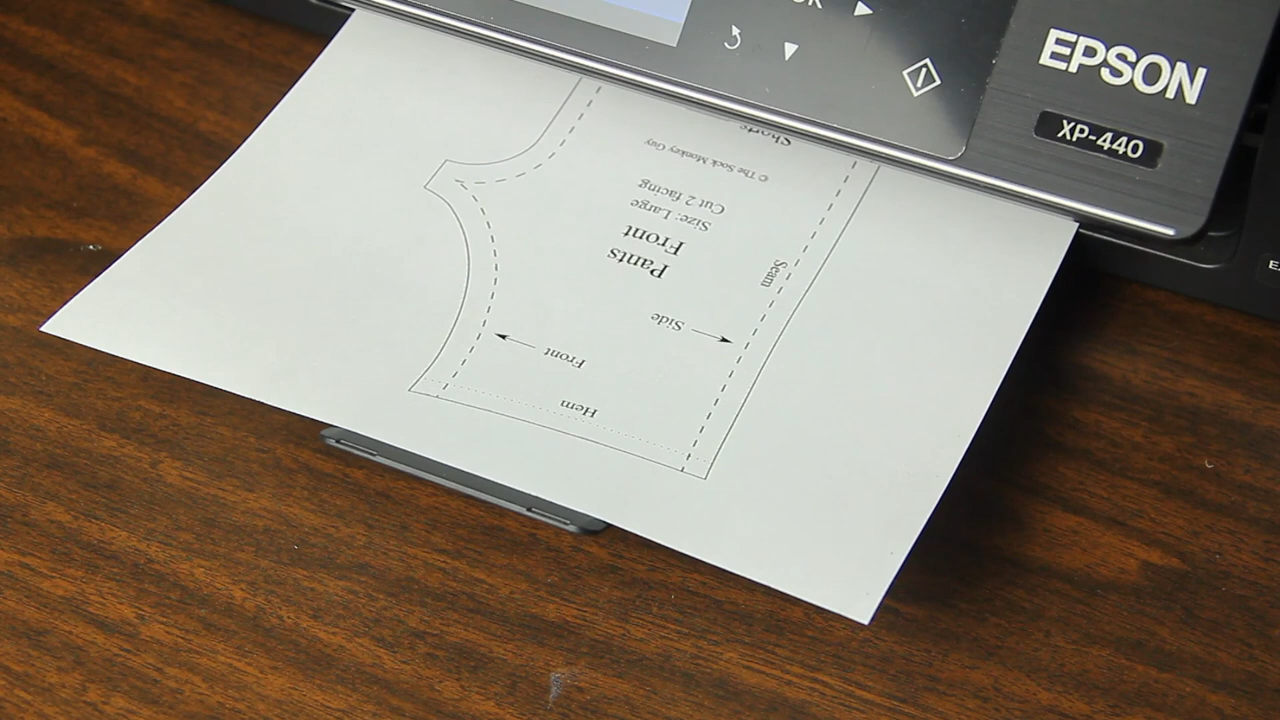 EPSON
XP-440
Hem
Front
Side
Seam
Pants
Front
Size: Large
Cut 2 facing
© The Sock Monkey Guy
Shorts